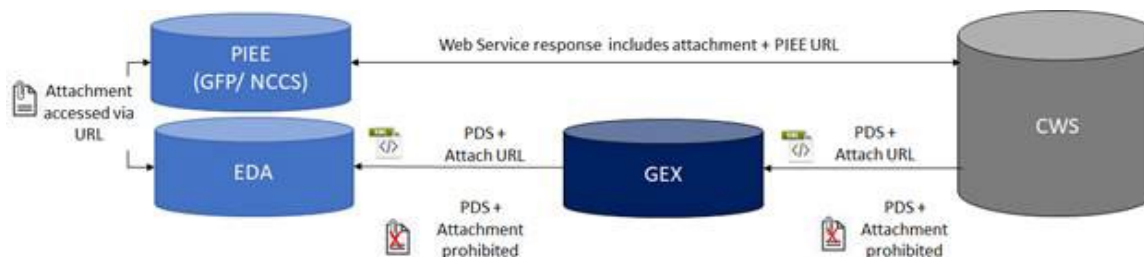 PIEE
(GFP/ NCCS)
Web Service response includes attachment + PIEE URL
Attachment
accessed via
URL
CWS
EDA
PDS +
Attach URL
GEX
PDS +
Attach URL
PDS +
Attachment
prohibited
PDS +
Attachment
prohibited